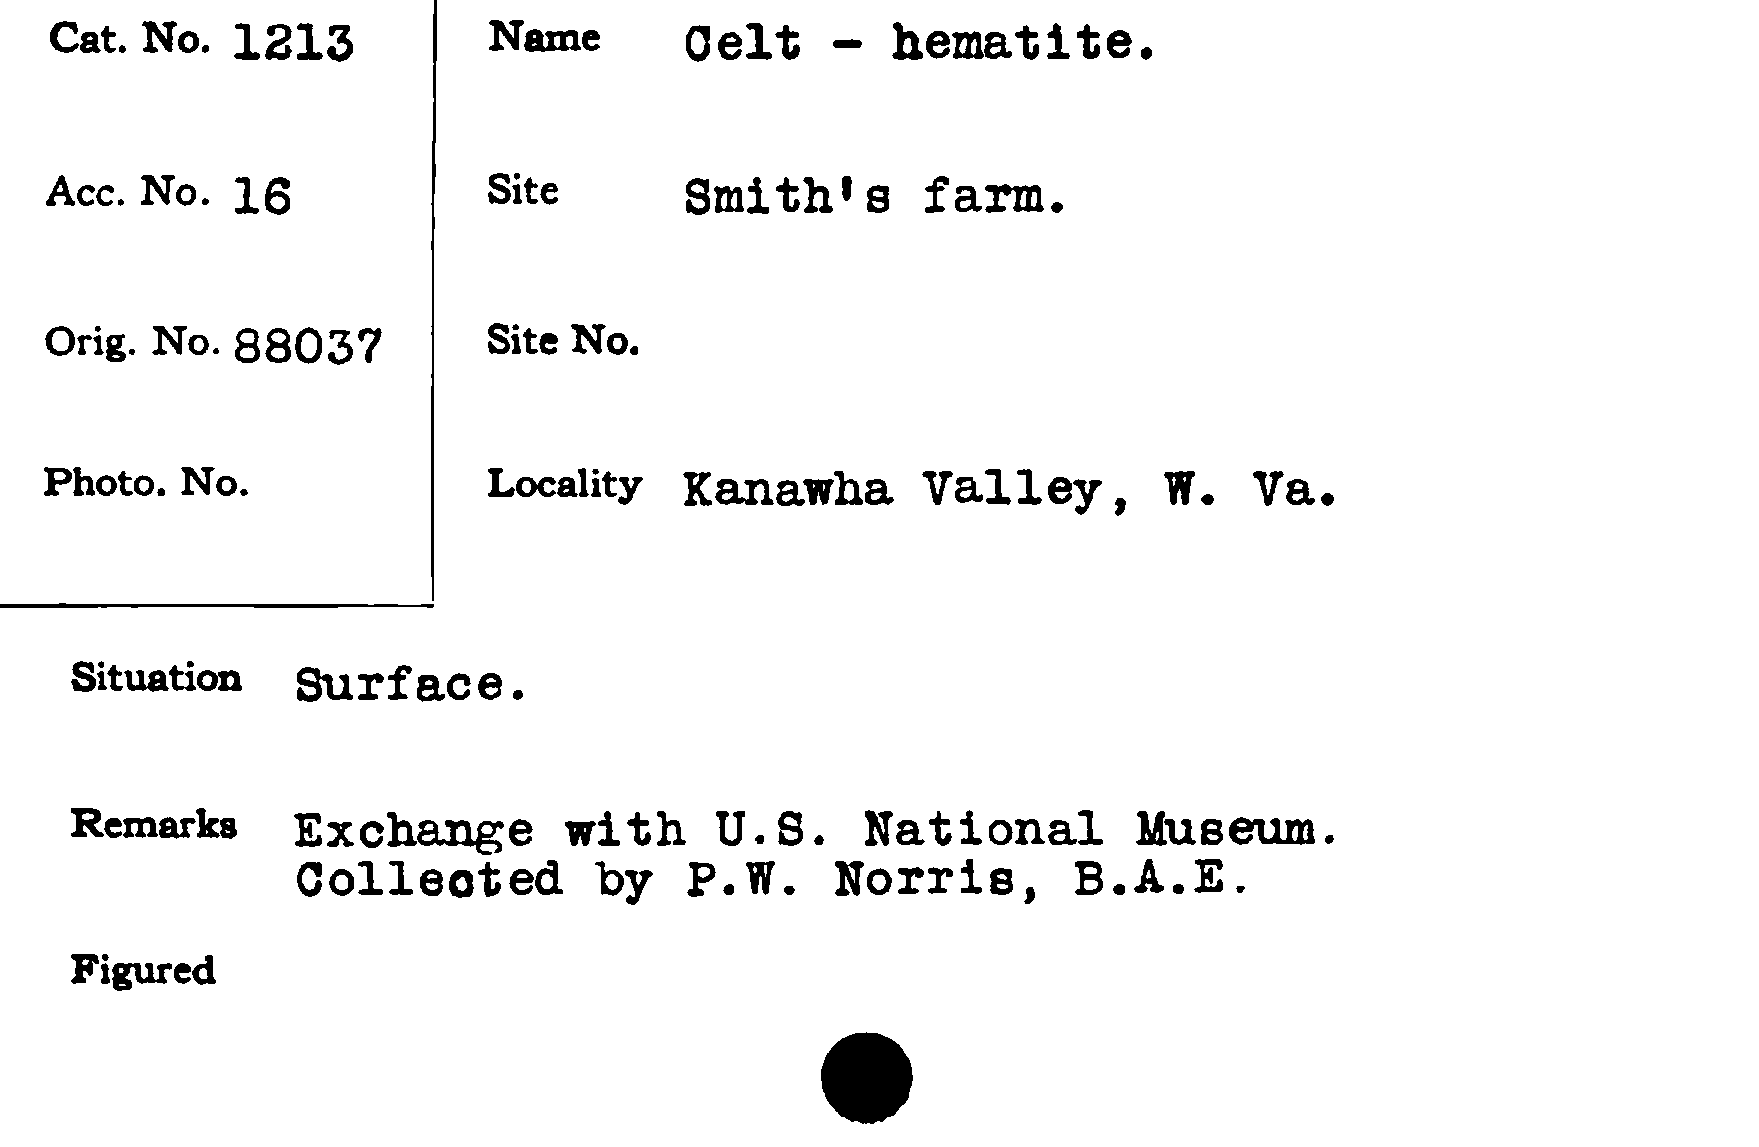 Cat. No. 1213
Acc. No. 16
Orig. No. 88037
Photo. No.
Name Celt - hematite.
Site Smith's farm.
Site No.
Locality Kanawha Valley, W. Va.
Situation Surface.
Remarks Exchange with U.S. National Museum.
Collected by P.W. Norris, B.A.E.
Figured